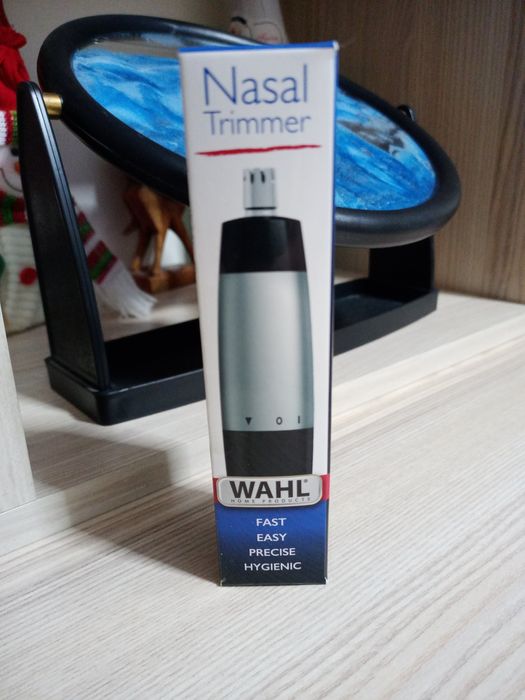 Nasal
Trimmer
▼ O I
WAHL
HOME PRODUCTS
FAST
EASY
PRECISE
HYGIENIC